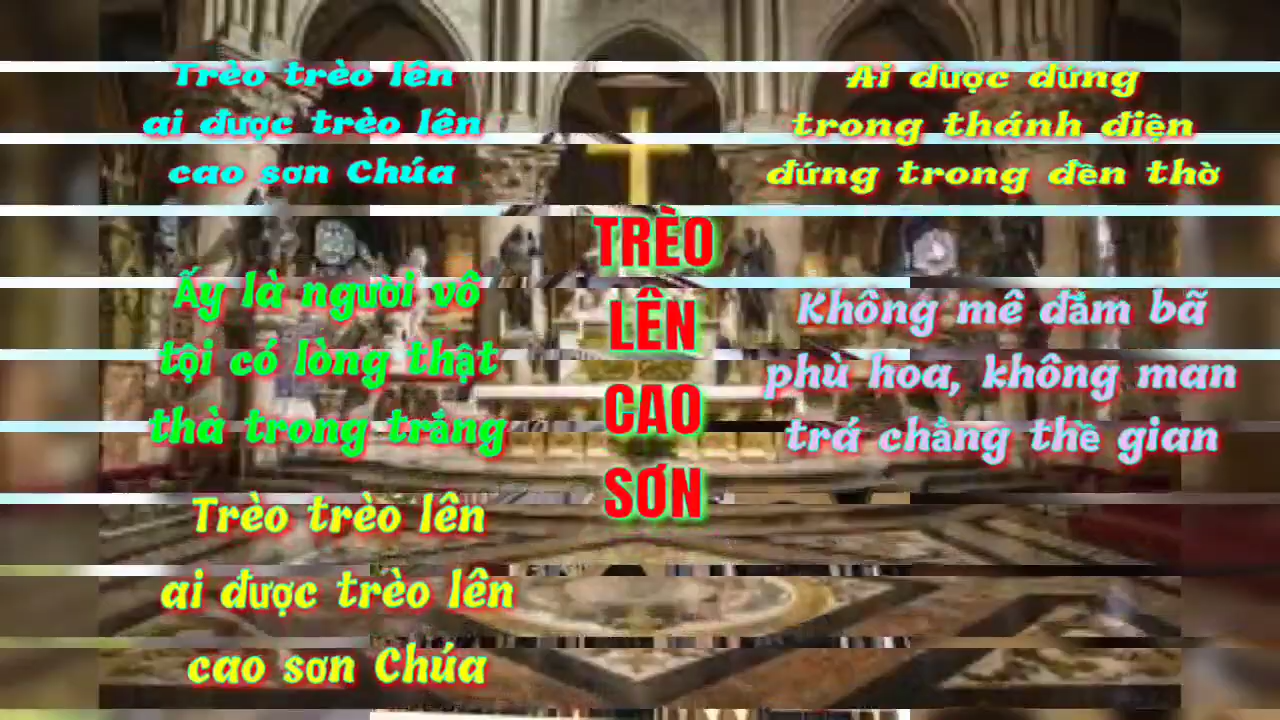 Trèo trèo lên
ai được trèo lên
cao sơn Chúa
Ai được đứng
trong thánh điện
đứng trong đền thờ
TRÈO
LÊN
CAO
SƠN
Ấy là người vô
tội có lòng thật
thà trong trắng
Không mê đắm bã
phù hoa, không man
trá chằng thề gian
Trèo trèo lên
ai được trèo lên
cao sơn Chúa